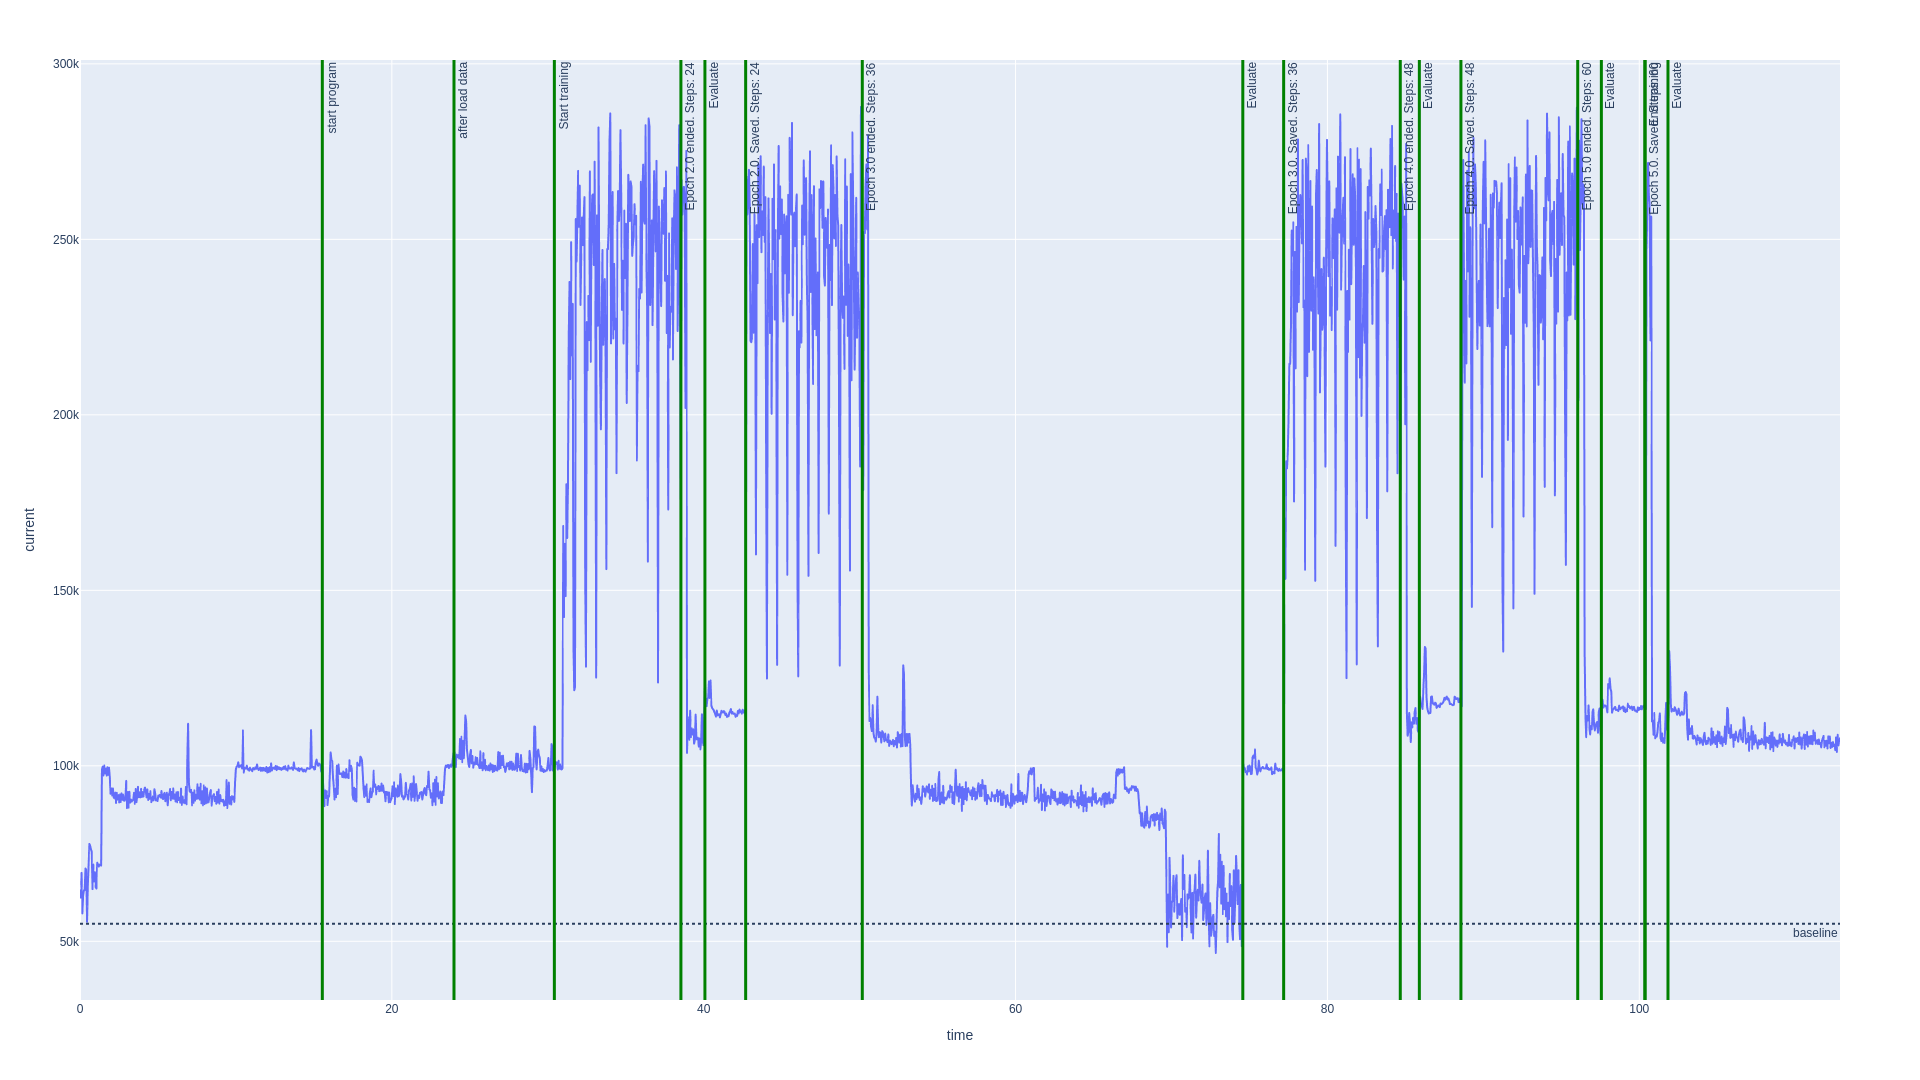 300k
250k
200k
150k
100k
50k
current
0
20
40
60
80
100
time
start program
after load data
Start training
Epoch 2.0 ended. Steps: 24
Evaluate
Epoch 2.0. Saved. Steps: 24
Epoch 3.0 ended. Steps: 36
Evaluate
Epoch 3.0. Saved. Steps: 36
Epoch 4.0 ended. Steps: 48
Evaluate
Epoch 4.0. Saved. Steps: 48
Epoch 5.0 ended. Steps: 60
Evaluate
Epoch 5.0. Saved. Steps: 60
Evaluate
baseline